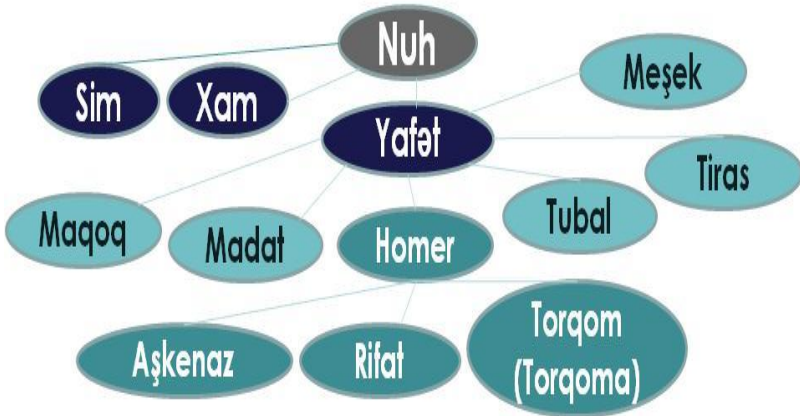 Nuh
Sim
Xam
Meşek
Yafət
Tiras
Maqoq
Madat
Homer
Tubal
Aşkenaz
Rifat
Torqom
(Torqoma)